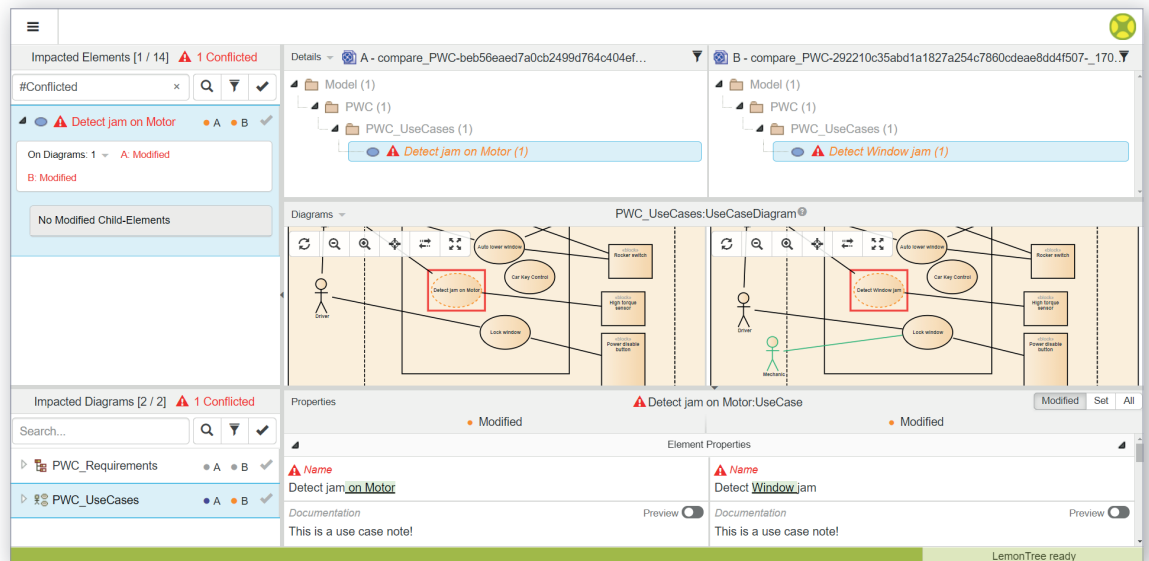 Impacted Elements [1 / 14] 1 Conflicted
#Conflicted ×
Detect jam on Motor A B
On Diagrams: 1 A: Modified
B: Modified
No Modified Child-Elements
Details A - compare_PWC-beb56eaed7a0cb2499d764c404ef...
Model (1)
PWC (1)
PWC_UseCases (1)
Detect jam on Motor (1)
B - compare_PWC-292210c35abd1a1827a254c7860cdeae8dd4f507-_170...
Model (1)
PWC (1)
PWC_UseCases (1)
Detect Window jam (1)
Diagrams PWC_UseCases:UseCaseDiagram
Auto lower window
«block»
Rocker switch
Car Key Control
Detect jam on Motor
«block»
High torque
sensor
Driver
Lock window
«block»
Power disable
button
Auto lower window
«block»
Rocker switch
Car Key Control
Detect Window jam
«block»
High torque
sensor
Driver
Lock window
«block»
Power disable
button
Mechanic
Impacted Diagrams [2 / 2] 1 Conflicted
Search...
PWC_Requirements A B
PWC_UseCases A B
Properties Detect jam on Motor:UseCase Modified Set All
Modified Modified
Element Properties
Name
Detect jam on Motor
Documentation Preview
This is a use case note!
Name
Detect Window jam
Documentation Preview
This is a use case note!
LemonTree ready